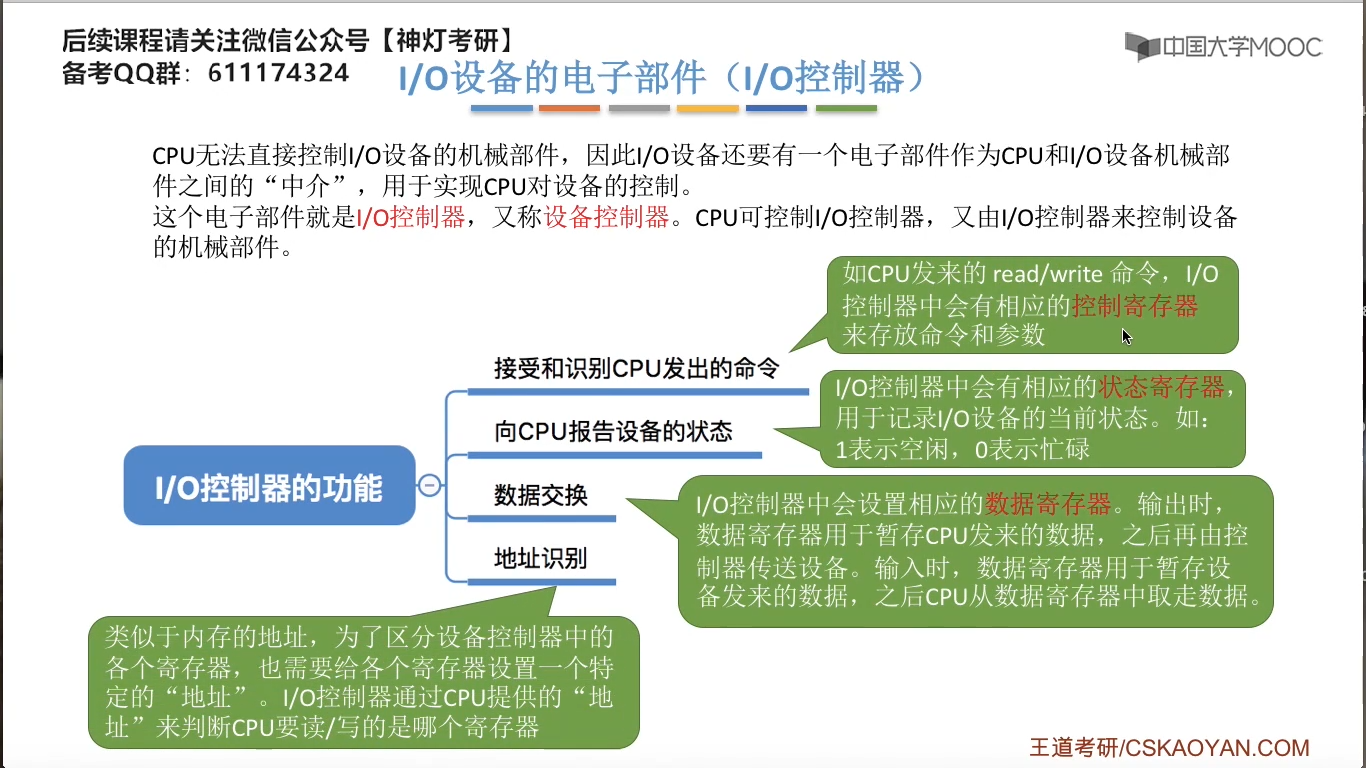 后续课程请关注微信公众号【神灯考研】
备考QQ群：611174324
中国大学MOOC
I/O设备的电子部件（I/O控制器）
CPU无法直接控制I/O设备的机械部件，因此I/O设备还要有一个电子部件作为CPU和I/O设备机械部
件之间的“中介”，用于实现CPU对设备的控制。
这个电子部件就是I/O控制器，又称设备控制器。CPU可控制I/O控制器，又由I/O控制器来控制设备
的机械部件。
如CPU发来的 read/write 命令，I/O
控制器中会有相应的控制寄存器
来存放命令和参数
接受和识别CPU发出的命令
I/O控制器中会有相应的状态寄存器，
用于记录I/O设备的当前状态。如：
1表示空闲，0表示忙碌
向CPU报告设备的状态
I/O控制器的功能
数据交换
I/O控制器中会设置相应的数据寄存器。输出时，
数据寄存器用于暂存CPU发来的数据，之后再由控
制器传送设备。输入时，数据寄存器用于暂存设
备发来的数据，之后CPU从数据寄存器中取走数据。
地址识别
类似于内存的地址，为了区分设备控制器中的
各个寄存器，也需要给各个寄存器设置一个特
定的“地址”。I/O控制器通过CPU提供的“地
址”来判断CPU要读/写的是哪个寄存器
王道考研/CSKAOYAN.COM